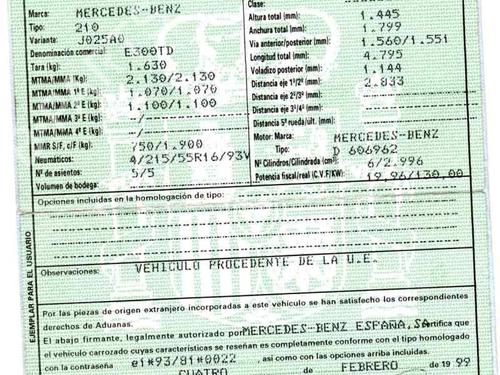 Marca: MERCEDES-BENZ
Tipo: 210
Variante: J025A0
Denominación comercial: E300TD
Tara (kg): 1.630
MTMA/MMA (Kg): 2.130/2.130
MTMA/MMA 1º E (kg): 1.070/1.070
MTMA/MMA 2º E (kg): 1.100/1.100
MTMA/MMA 3º E (kg): -/-
MTMA/MMA 4º E (kg): -/-
MMR S/F, c/F (kg): 750/1.900
Neumáticos: 4/215/55R16/93V
Nº de asientos: 5/5
Volumen de bodega: -
Clase:
Altura total (mm): 1.445
Anchura total (mm): 1.799
Via anterior/posterior (mm): 1.560/1.551
Longitud total (mm): 4.795
Voladizo posterior (mm): 1.144
Distancia eje 1º/2º (mm): 2.833
Distancia eje 2º/3º (mm): -
Distancia eje 3º/4º (mm): -
Distancia 5ª rueda/últ. (mm): -
Motor: Marca: MERCEDES-BENZ
Tipo: D 606962
Nº Cilindros/Cilindrada (cm³): 6/2.996
Potencia fiscal/real (C.V.F/KW): 19,96/130,00
Opciones incluidas en la homologación de tipo:
EJEMPLAR PARA EL USUARIO
Observaciones: VEHICULO PROCEDENTE DE LA U.E.
Por las piezas de origen extranjero incorporadas a este vehículo se han satisfecho los correspondientes
derechos de Aduanas.
El abajo firmante, legalmente autorizado por MERCEDES-BENZ ESPAÑA,SA certifica que
el vehículo carrozado cuyas características se reseñan es completamente conforme con el tipo homologado
con la contraseña e1*93/81*0022 así como con las opciones arriba incluidas.
CUATRO de FEBRERO de 19 99